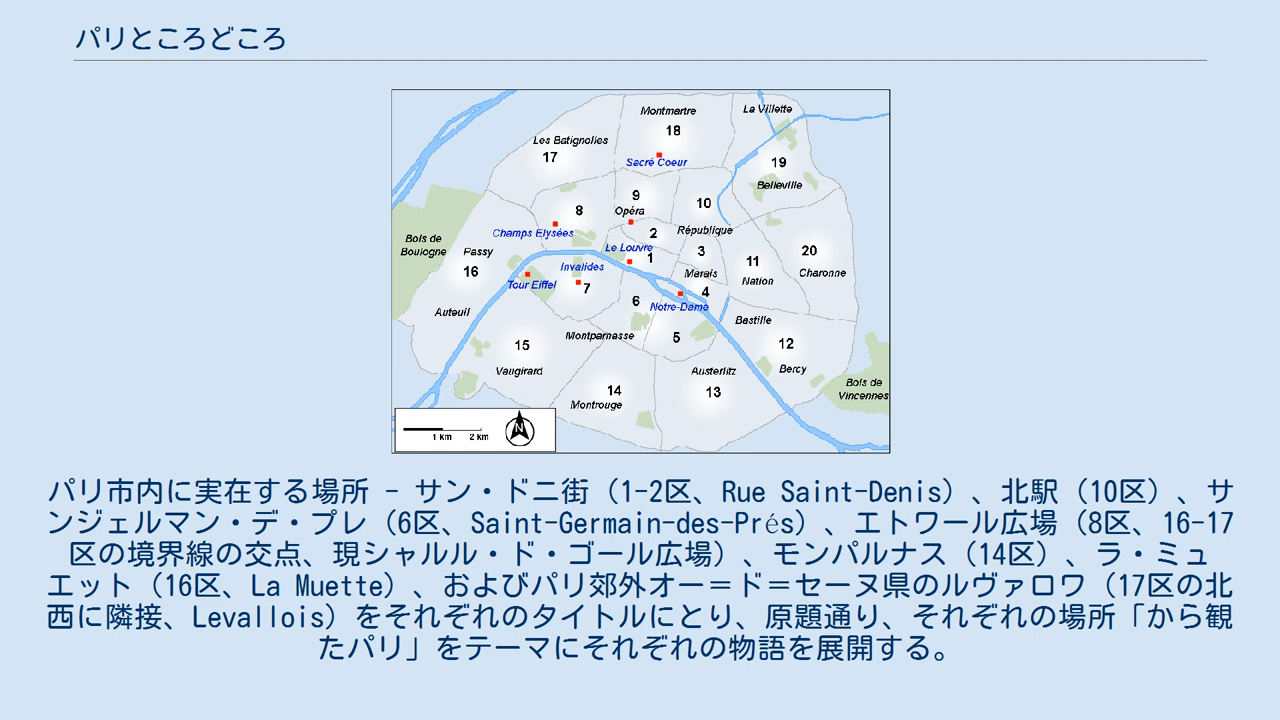 パリところどころ
Montmartre
La Villette
18
Les Batignolles
17
Sacré Coeur
19
Belleville
9
8
10
Opéra
Champs Elysées
2
République
Bois de
Boulogne
Passy
Le Louvre
1
3
11
20
16
Invalides
Marais
Nation
Charonne
Tour Eiffel
7
4
6
Notre-Dame
Auteuil
Bastille
Montparnasse
5
12
15
Vaugirard
Austerlitz
Bercy
14
13
Bois de
Vincennes
Montrouge
N
1 km
2 km
パリ市内に実在する場所 - サン・ドニ街（1-2区、Rue Saint-Denis）、北駅（10区）、サ
ンジェルマン・デ・プレ（6区、Saint-Germain-des-Prés）、エトワール広場（8区、16-17
区の境界線の交点、現シャルル・ド・ゴール広場）、モンパルナス（14区）、ラ・ミュ
エット（16区、La Muette）、およびパリ郊外オー＝ド＝セーヌ県のルヴァロワ（17区の北
西に隣接、Levallois）をそれぞれのタイトルにとり、原題通り、それぞれの場所「から観
たパリ」をテーマにそれぞれの物語を展開する。